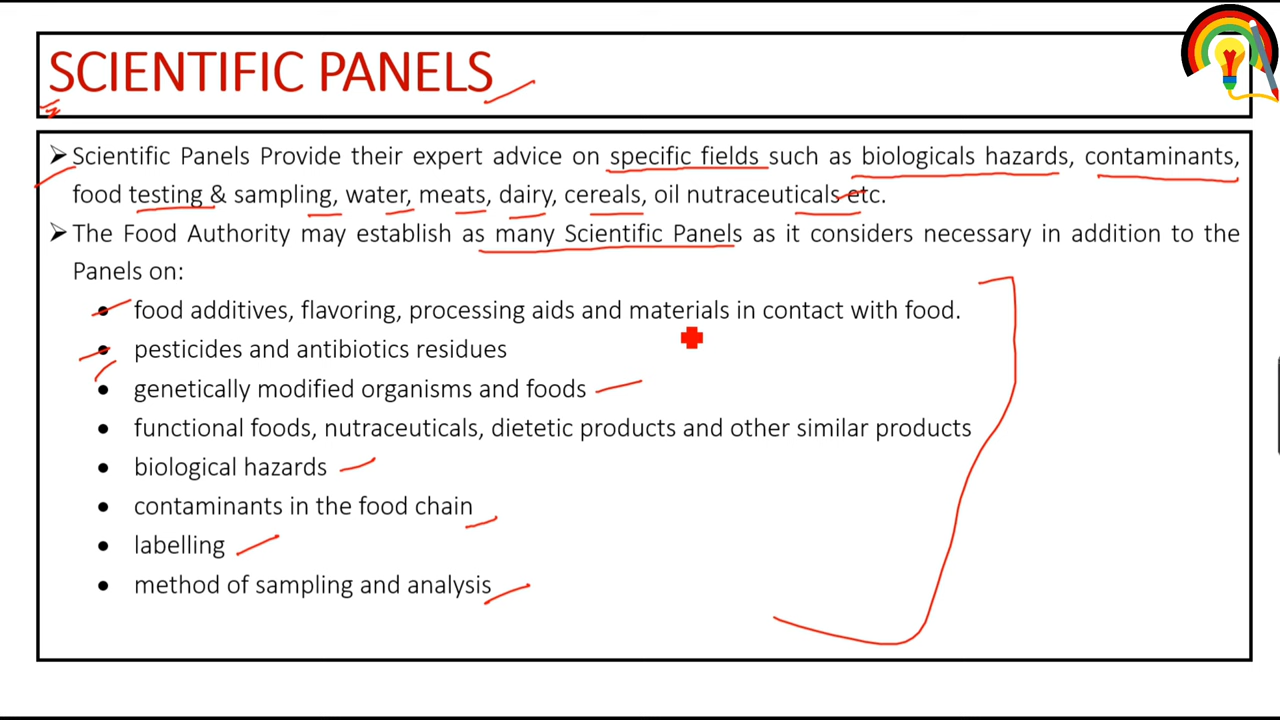 SCIENTIFIC PANELS
➢ Scientific Panels Provide their expert advice on specific fields such as biologicals hazards, contaminants,
food testing & sampling, water, meats, dairy, cereals, oil nutraceuticals etc.
➢ The Food Authority may establish as many Scientific Panels as it considers necessary in addition to the
Panels on:
• food additives, flavoring, processing aids and materials in contact with food.
• pesticides and antibiotics residues
• genetically modified organisms and foods
• functional foods, nutraceuticals, dietetic products and other similar products
• biological hazards
• contaminants in the food chain
• labelling
• method of sampling and analysis